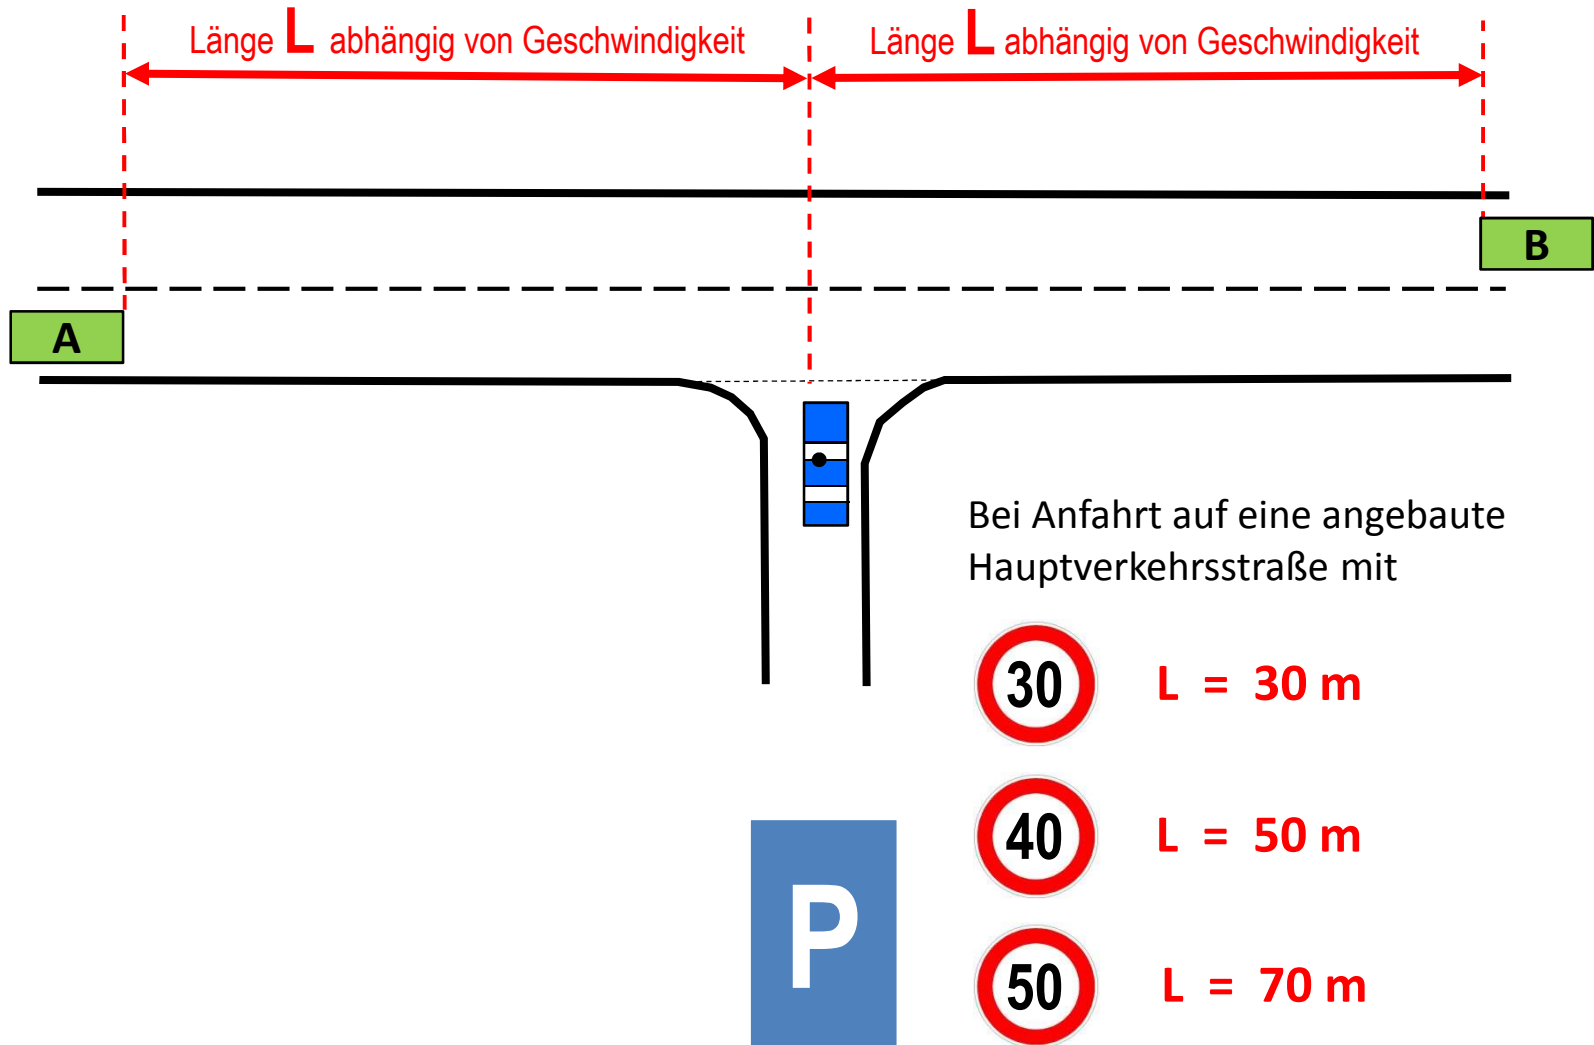 Länge L abhängig von Geschwindigkeit
Länge L abhängig von Geschwindigkeit
B
A
Bei Anfahrt auf eine angebaute
Hauptverkehrsstraße mit
30 L = 30 m
40 L = 50 m
P
50 L = 70 m